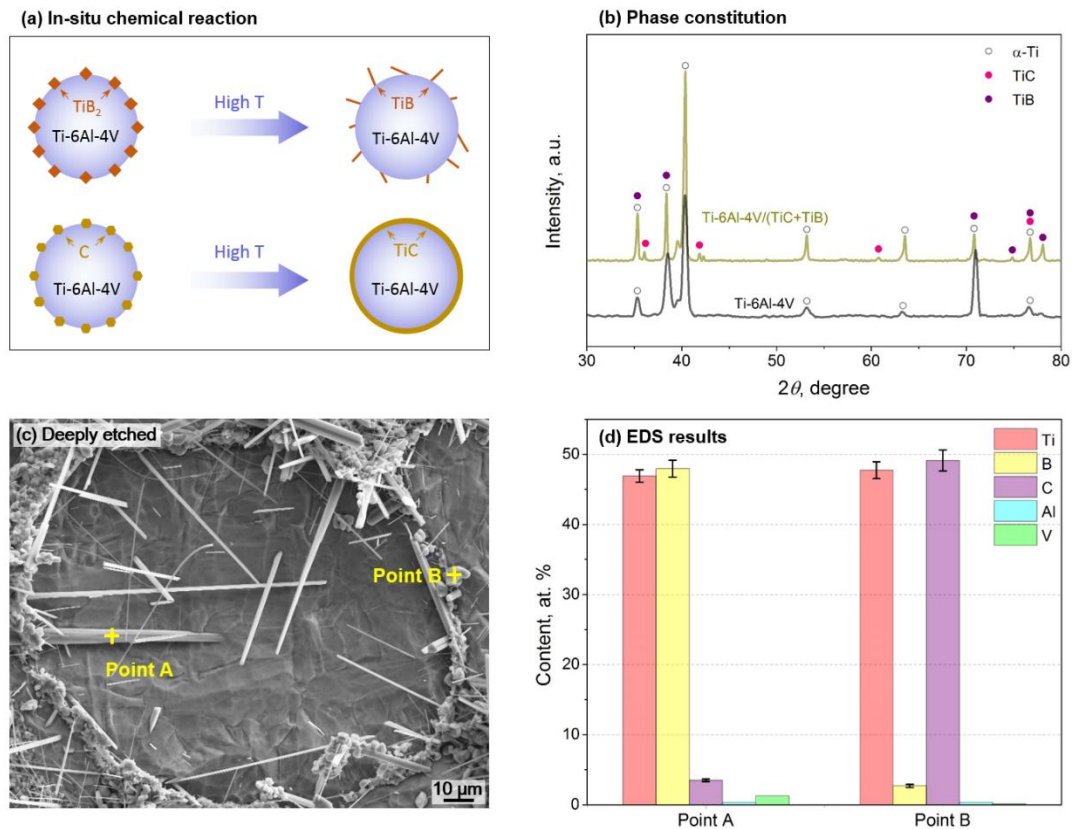 (a) In-situ chemical reaction
TiB₂
Ti-6Al-4V
High T
TiB
Ti-6Al-4V
C
Ti-6Al-4V
High T
TiC
Ti-6Al-4V
(b) Phase constitution
α-Ti
TiC
TiB
Ti-6Al-4V/(TiC+TiB)
Ti-6Al-4V
Intensity, a.u.
30 40 50 60 70 80
2θ, degree
(c) Deeply etched
Point B
Point A
10 μm
(d) EDS results
Ti
B
C
Al
V
50
40
50
20
10
0
Content, at. %
Point A Point B